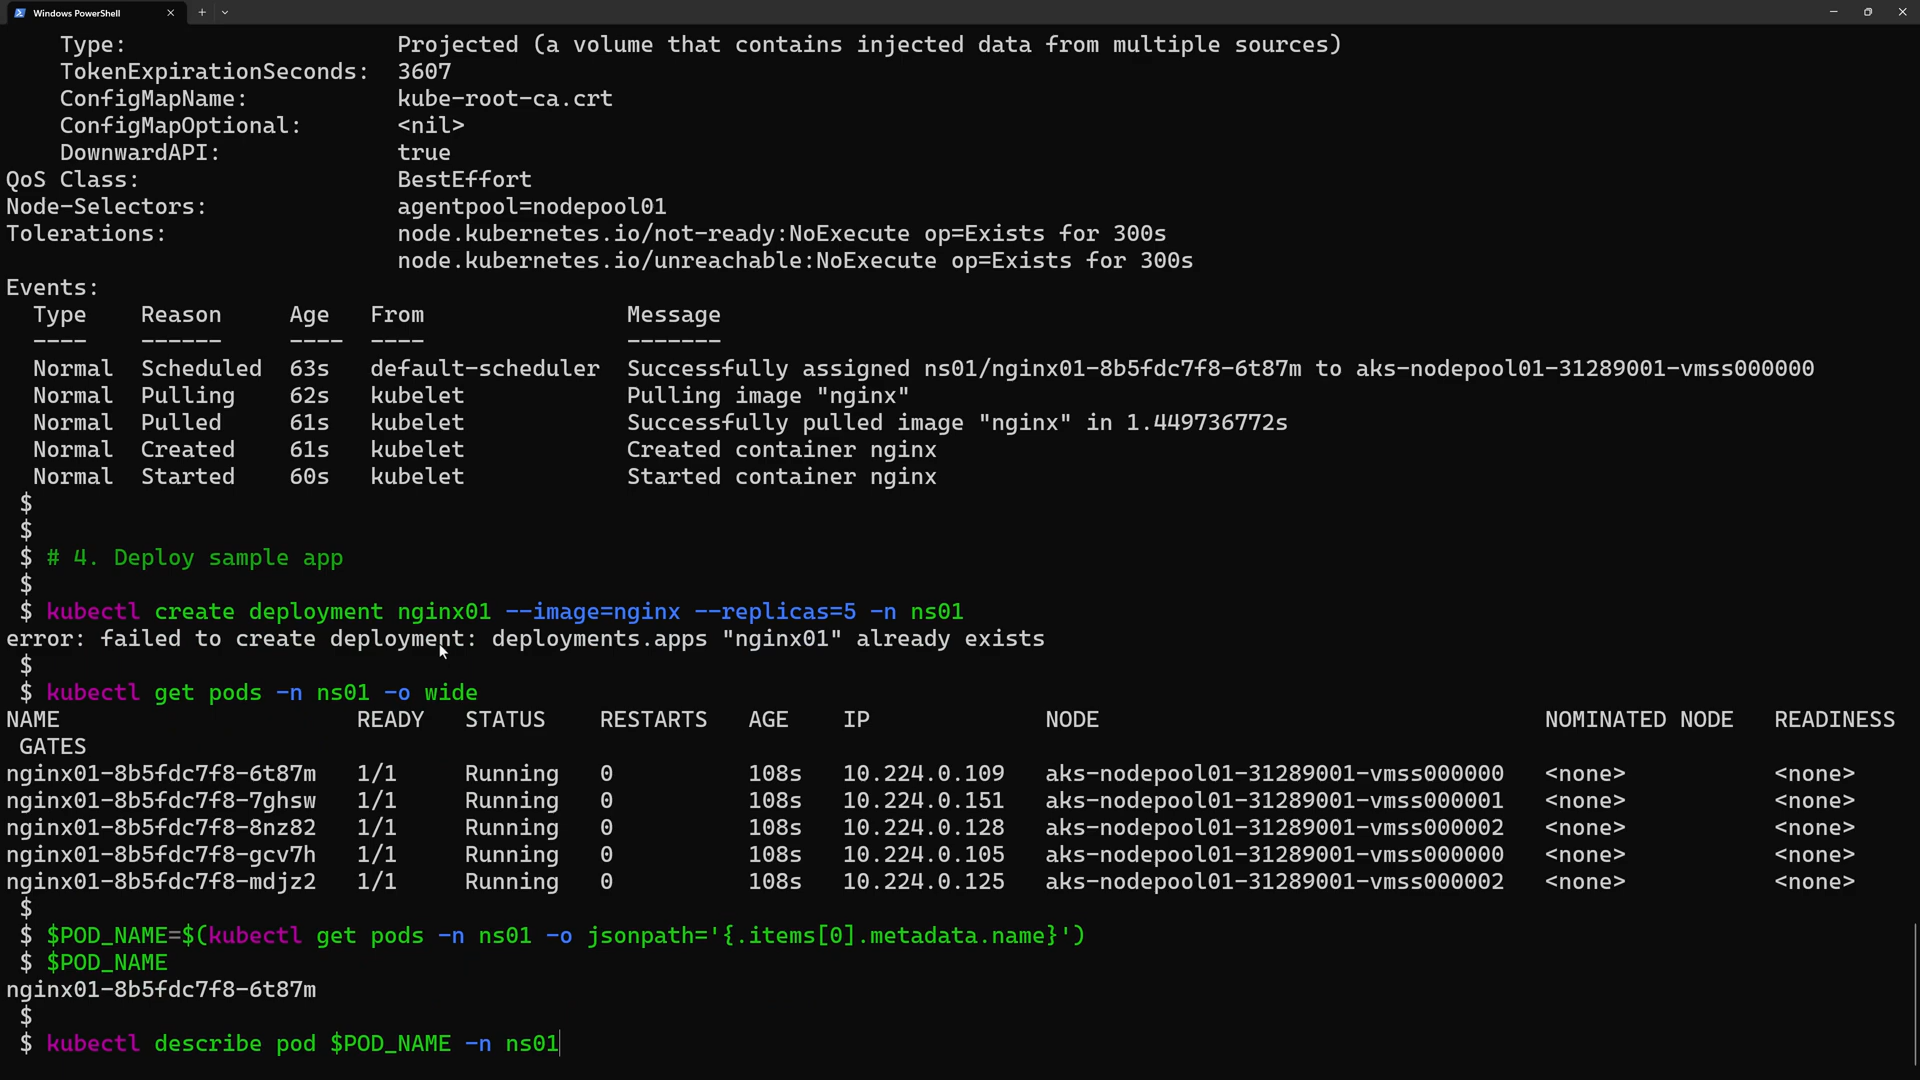 Windows PowerShell
Type: Projected (a volume that contains injected data from multiple sources)
TokenExpirationSeconds: 3607
ConfigMapName: kube-root-ca.crt
ConfigMapOptional: <nil>
DownwardAPI: true
QoS Class: BestEffort
Node-Selectors: agentpool=nodepool01
Tolerations: node.kubernetes.io/not-ready:NoExecute op=Exists for 300s
node.kubernetes.io/unreachable:NoExecute op=Exists for 300s
Events:
Type Reason Age From Message
---- ------ ---- ---- -------
Normal Scheduled 63s default-scheduler Successfully assigned ns01/nginx01-8b5fdc7f8-6t87m to aks-nodepool01-31289001-vmss000000
Normal Pulling 62s kubelet Pulling image "nginx"
Normal Pulled 61s kubelet Successfully pulled image "nginx" in 1.449736772s
Normal Created 61s kubelet Created container nginx
Normal Started 60s kubelet Started container nginx
$
$
$ # 4. Deploy sample app
$
$ kubectl create deployment nginx01 --image=nginx --replicas=5 -n ns01
error: failed to create deployment: deployments.apps "nginx01" already exists
$
$ kubectl get pods -n ns01 -o wide
NAME READY STATUS RESTARTS AGE IP NODE NOMINATED NODE READINESS
GATES
nginx01-8b5fdc7f8-6t87m 1/1 Running 0 108s 10.224.0.109 aks-nodepool01-31289001-vmss000000 <none> <none>
nginx01-8b5fdc7f8-7ghsw 1/1 Running 0 108s 10.224.0.151 aks-nodepool01-31289001-vmss000001 <none> <none>
nginx01-8b5fdc7f8-8nz82 1/1 Running 0 108s 10.224.0.128 aks-nodepool01-31289001-vmss000002 <none> <none>
nginx01-8b5fdc7f8-gcv7h 1/1 Running 0 108s 10.224.0.105 aks-nodepool01-31289001-vmss000000 <none> <none>
nginx01-8b5fdc7f8-mdjz2 1/1 Running 0 108s 10.224.0.125 aks-nodepool01-31289001-vmss000002 <none> <none>
$
$ $POD_NAME=$(kubectl get pods -n ns01 -o jsonpath='{.items[0].metadata.name}')
$ $POD_NAME
nginx01-8b5fdc7f8-6t87m
$
$ kubectl describe pod $POD_NAME -n ns01